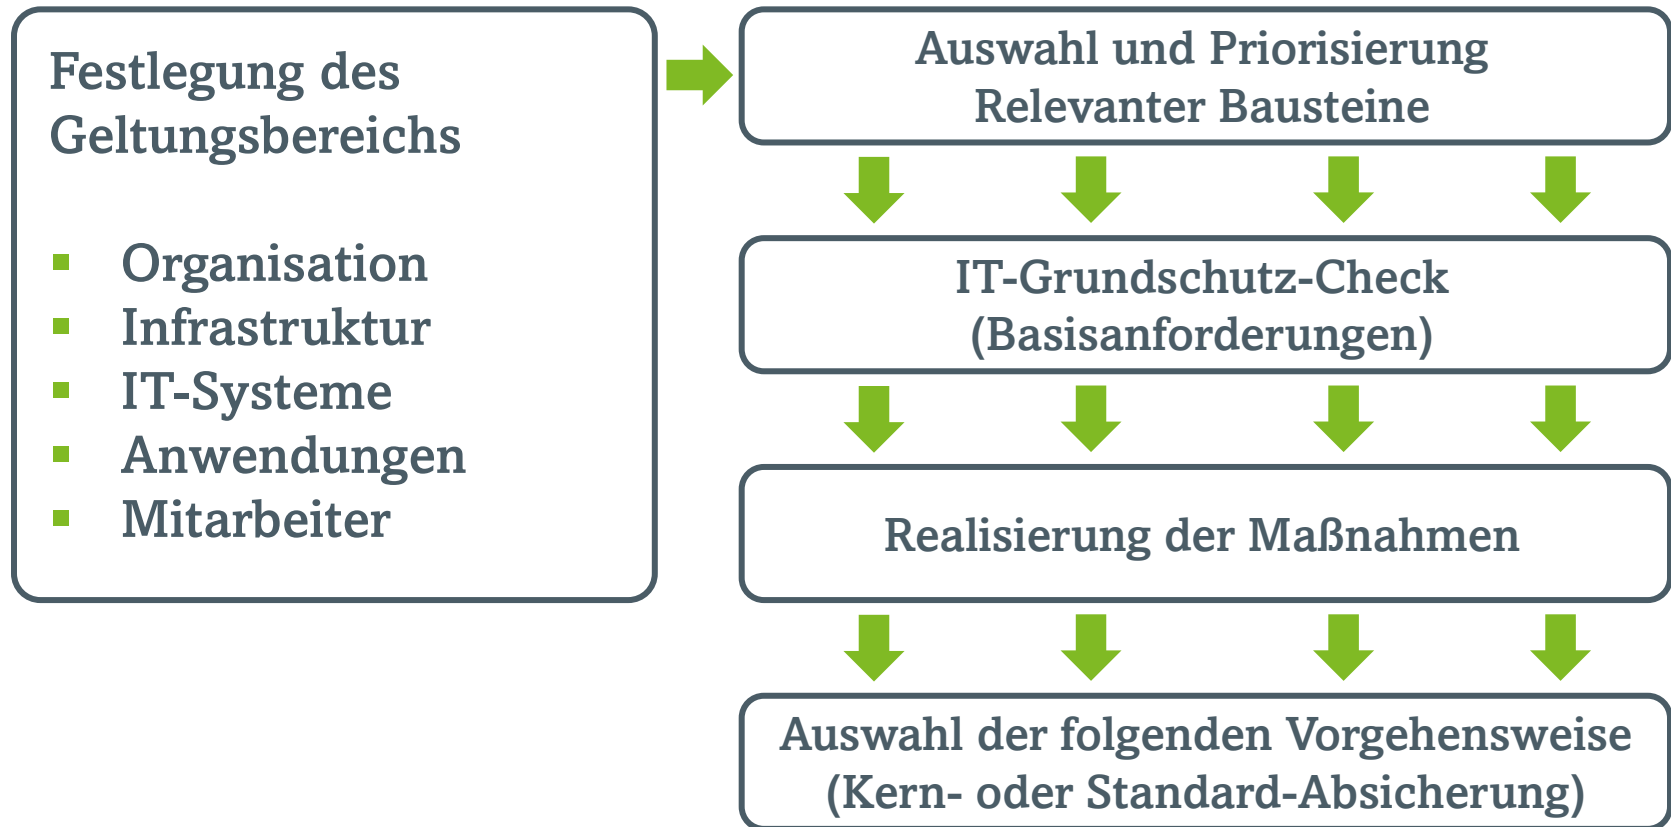 Festlegung des
Geltungsbereichs
Organisation
Infrastruktur
IT-Systeme
Anwendungen
Mitarbeiter
Auswahl und Priorisierung
Relevanter Bausteine
IT-Grundschutz-Check
(Basisanforderungen)
Realisierung der Maßnahmen
Auswahl der folgenden Vorgehensweise
(Kern- oder Standard-Absicherung)